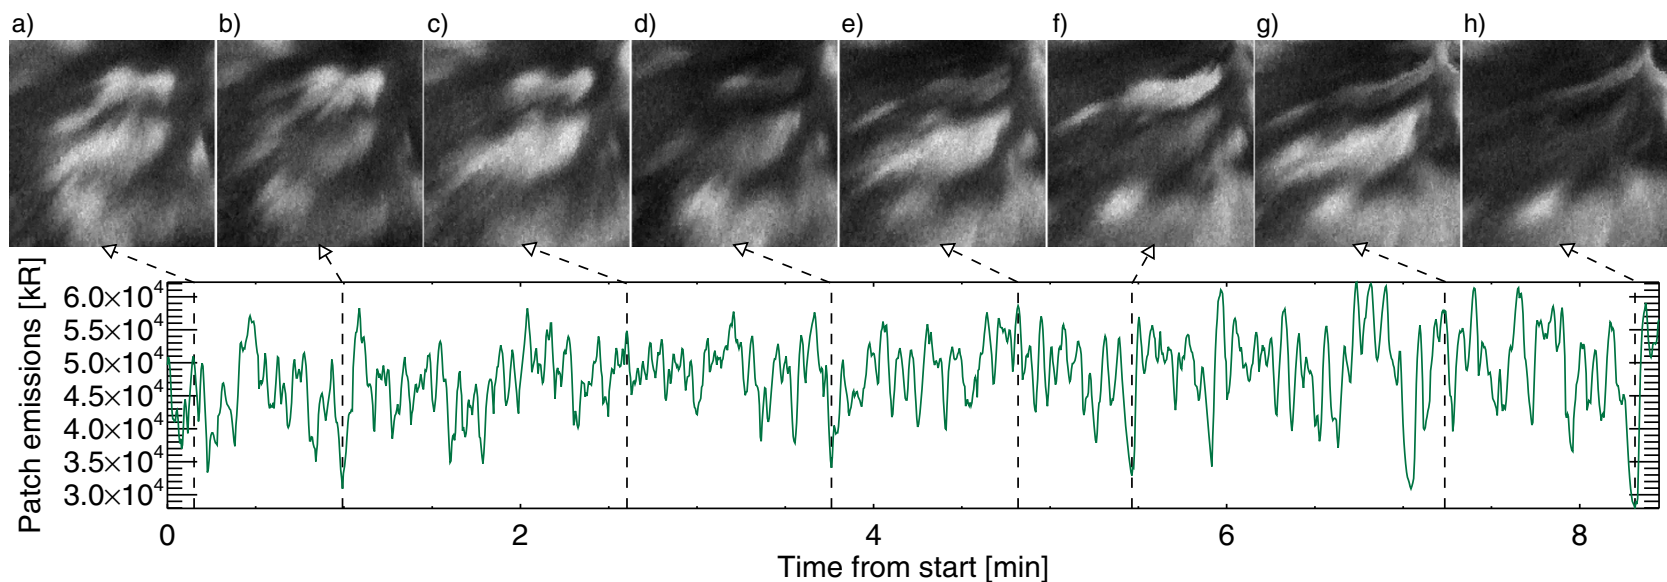 a) b) c) d) e) f) g) h)
Patch emissions [kR]
6.0×10⁴
5.5×10⁴
5.0×10⁴
4.5×10⁴
4.0×10⁴
3.5×10⁴
3.0×10⁴
0 2 4 6 8
Time from start [min]